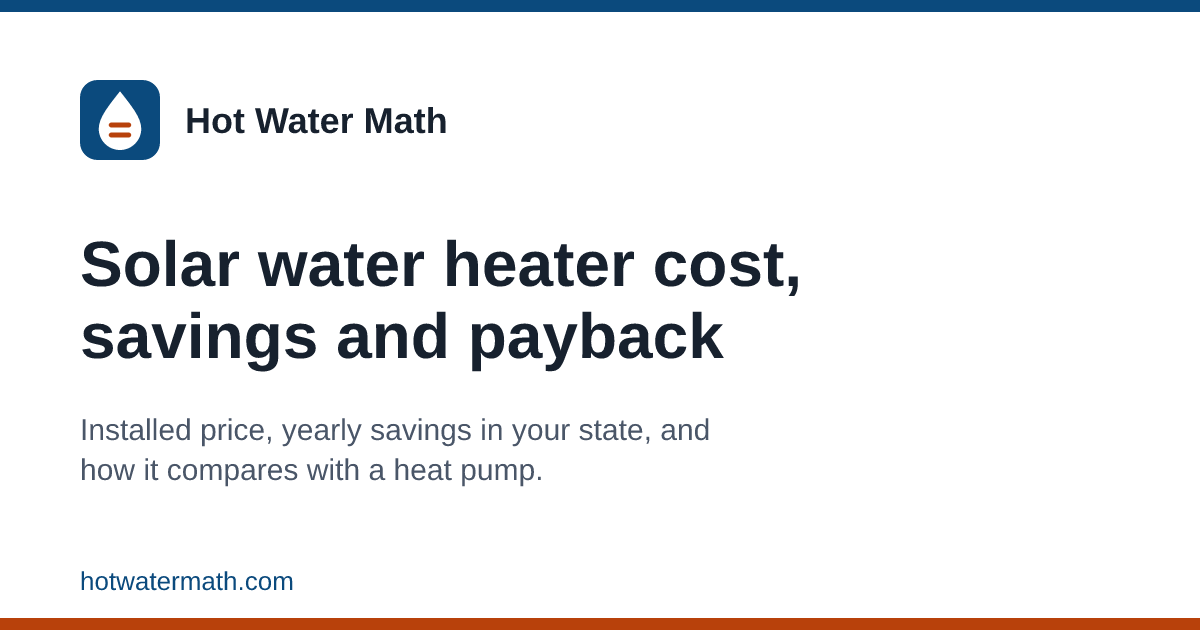 Hot Water Math
Solar water heater cost,
savings and payback
Installed price, yearly savings in your state, and
how it compares with a heat pump.
hotwatermath.com